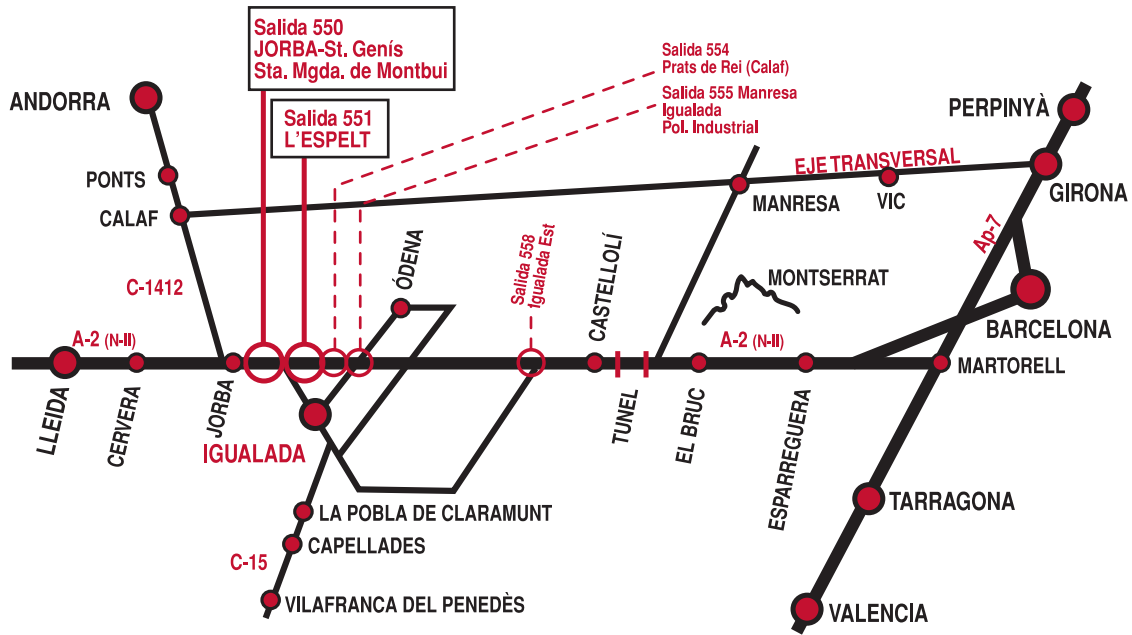 Salida 550
JORBA-St. Genís
Sta. Mgda. de Montbui
Salida 551
L'ESPELT
Salida 554
Prats de Rei (Calaf)
Salida 555 Manresa
Igualada
Pol. Industrial
ANDORRA
PERPINYÀ
PONTS
EJE TRANSVERSAL
CALAF
MANRESA
VIC
GIRONA
Ap-7
C-1412
ÓDENA
Salida 558
Igualada Est
CASTELLOLÍ
MONTSERRAT
BARCELONA
A-2 (N-II)
A-2 (N-II)
MARTORELL
LLEIDA
CERVERA
JORBA
TUNEL
EL BRUC
ESPARREGUERA
IGUALADA
TARRAGONA
LA POBLA DE CLARAMUNT
CAPELLADES
C-15
VILAFRANCA DEL PENEDÈS
VALENCIA